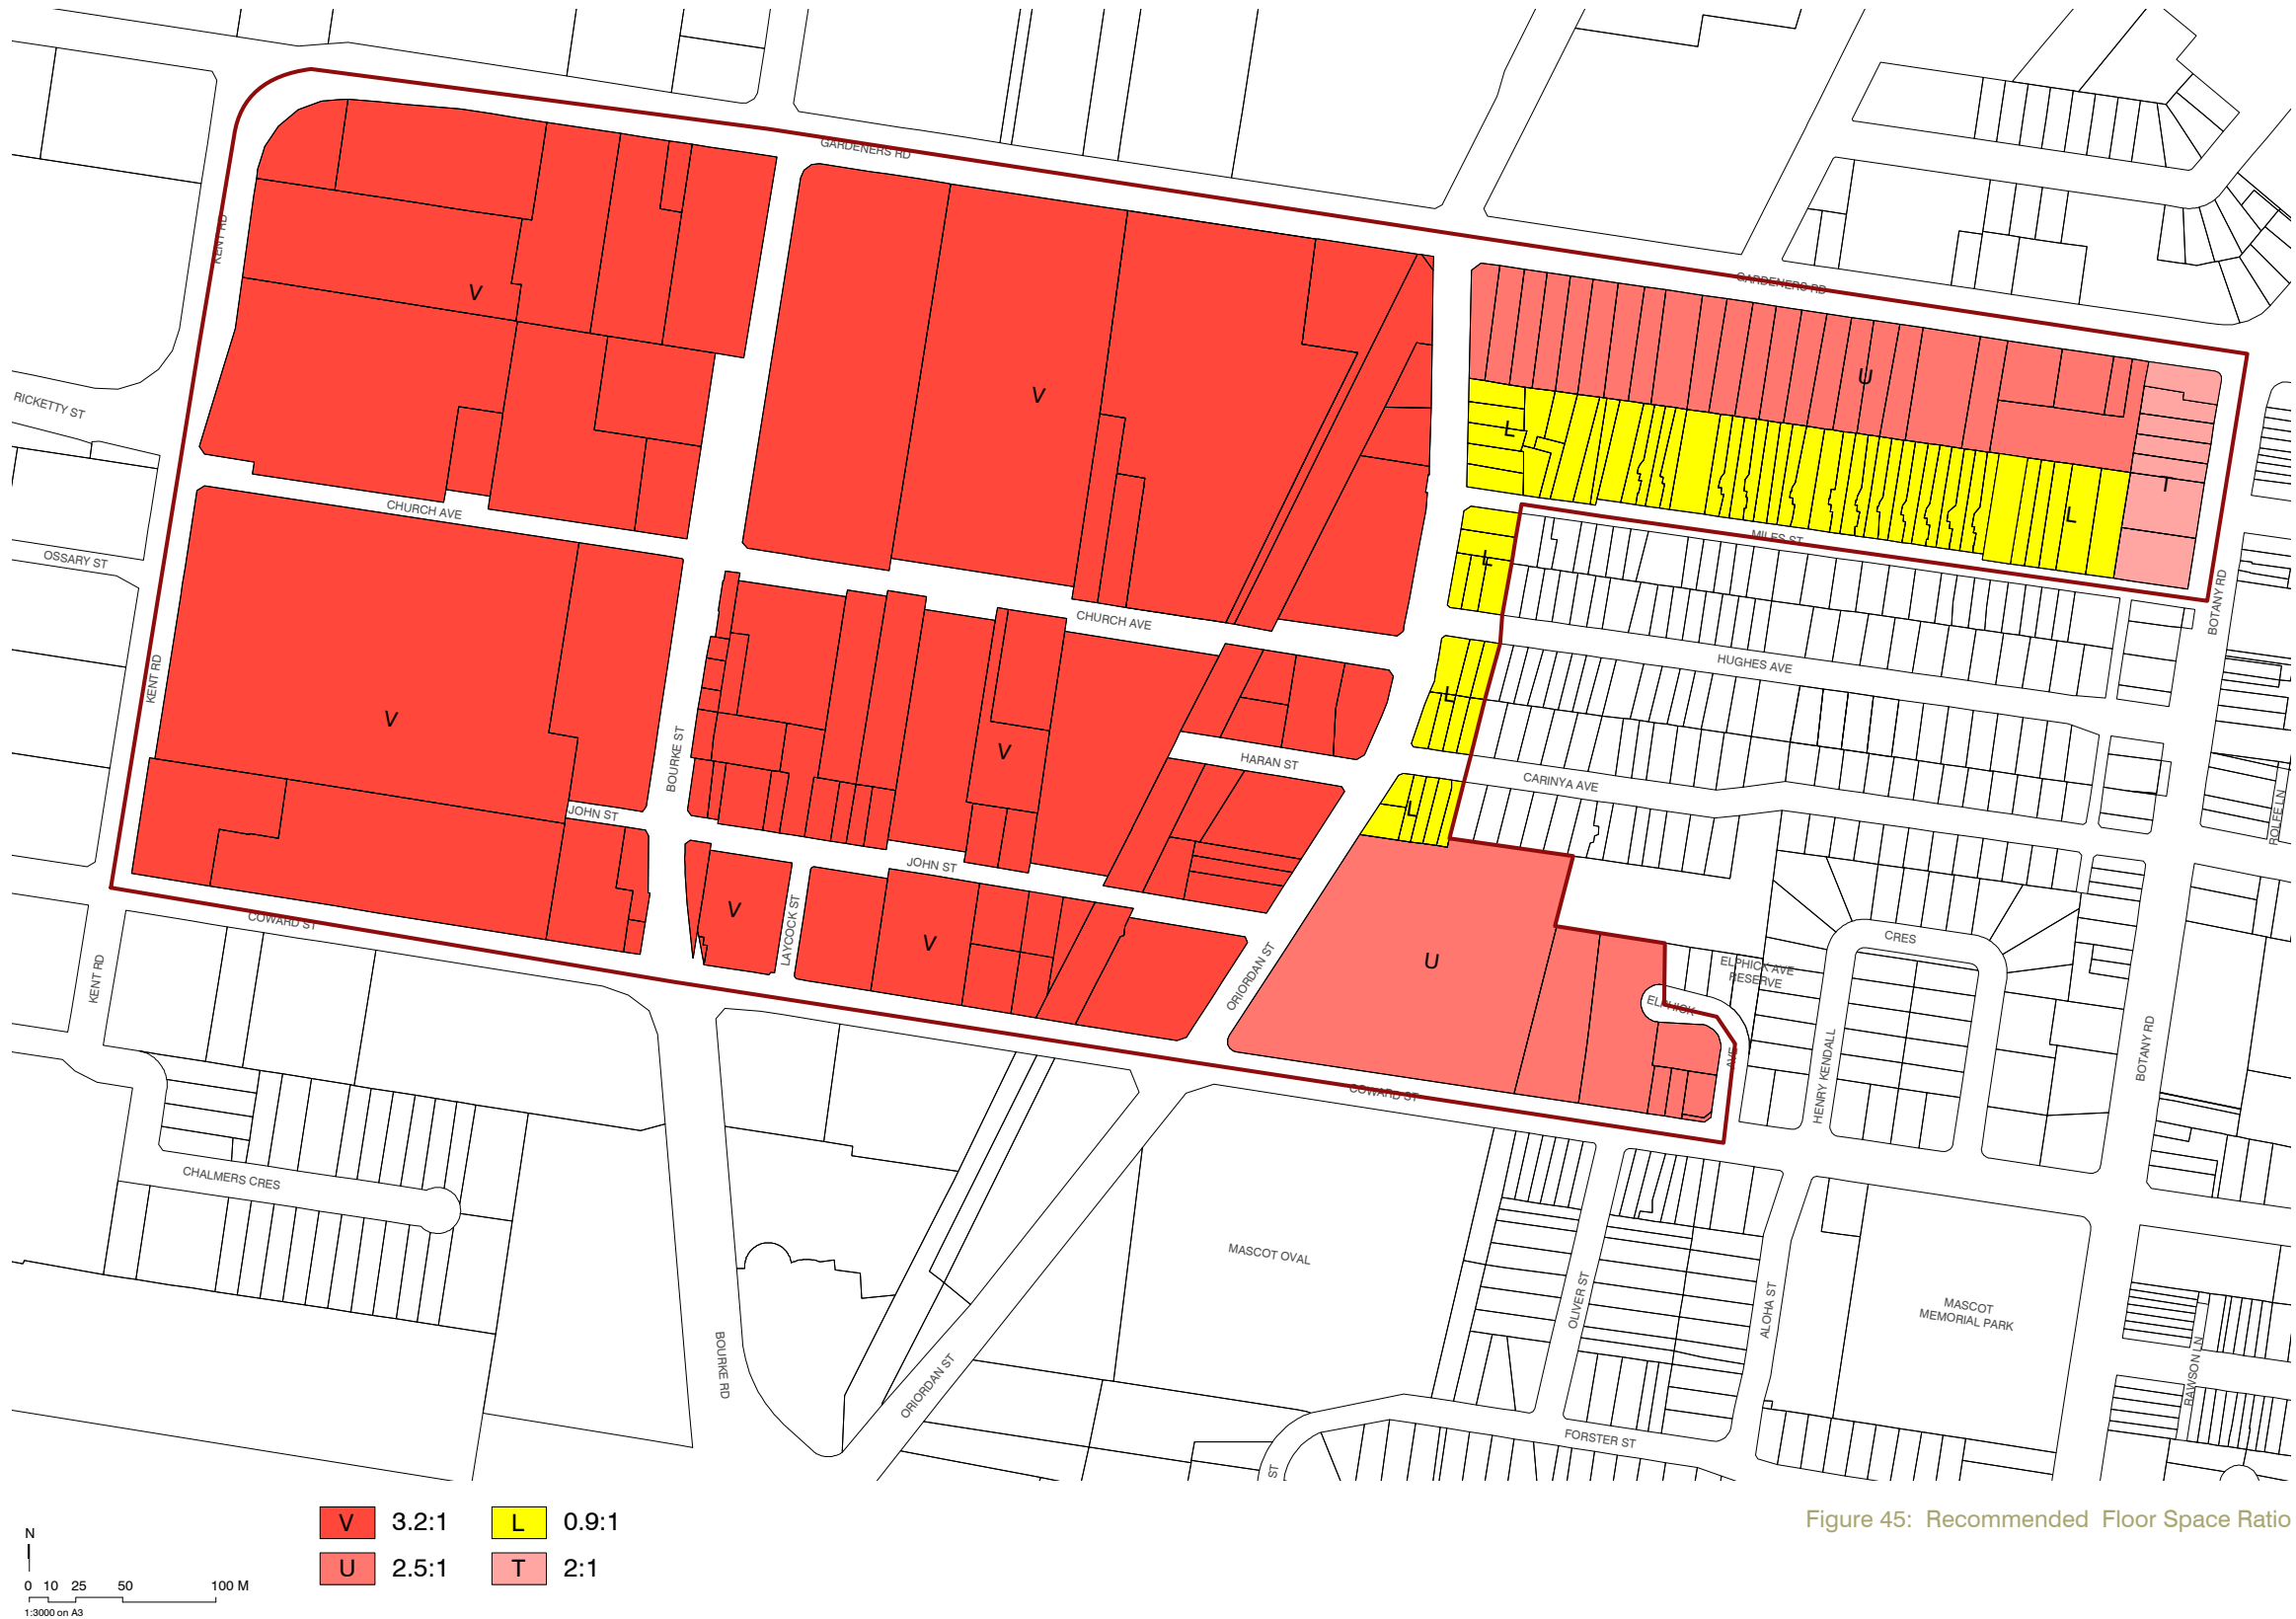 GARDENERS RD
KENT RD
V
V
GARDENERS RD
U
L
RICKETTY ST
CHURCH AVE
L
T
MILES ST
L
OSSARY ST
BOTANY RD
CHURCH AVE
HUGHES AVE
KENT RD
V
L
BOURKE ST
V
HARAN ST
CARINYA AVE
JOHN ST
L
ROLFE LN
JOHN ST
V
LAYCOCK ST
V
COWARD ST
KENT RD
ORIORDAN ST
U
CRES
ELPHICK AVE
RESERVE
ELPHICK
AVE
HENRY KENDALL
BOTANY RD
COWARD ST
CHALMERS CRES
MASCOT OVAL
OLIVER ST
ALOHA ST
MASCOT
MEMORIAL PARK
BOURKE RD
ORIORDAN ST
RAWSON LN
FORSTER ST
ST
V 3.2:1
L 0.9:1
U 2.5:1
T 2:1
Figure 45: Recommended Floor Space Ratio
N
0 10 25 50 100 M
1:3000 on A3